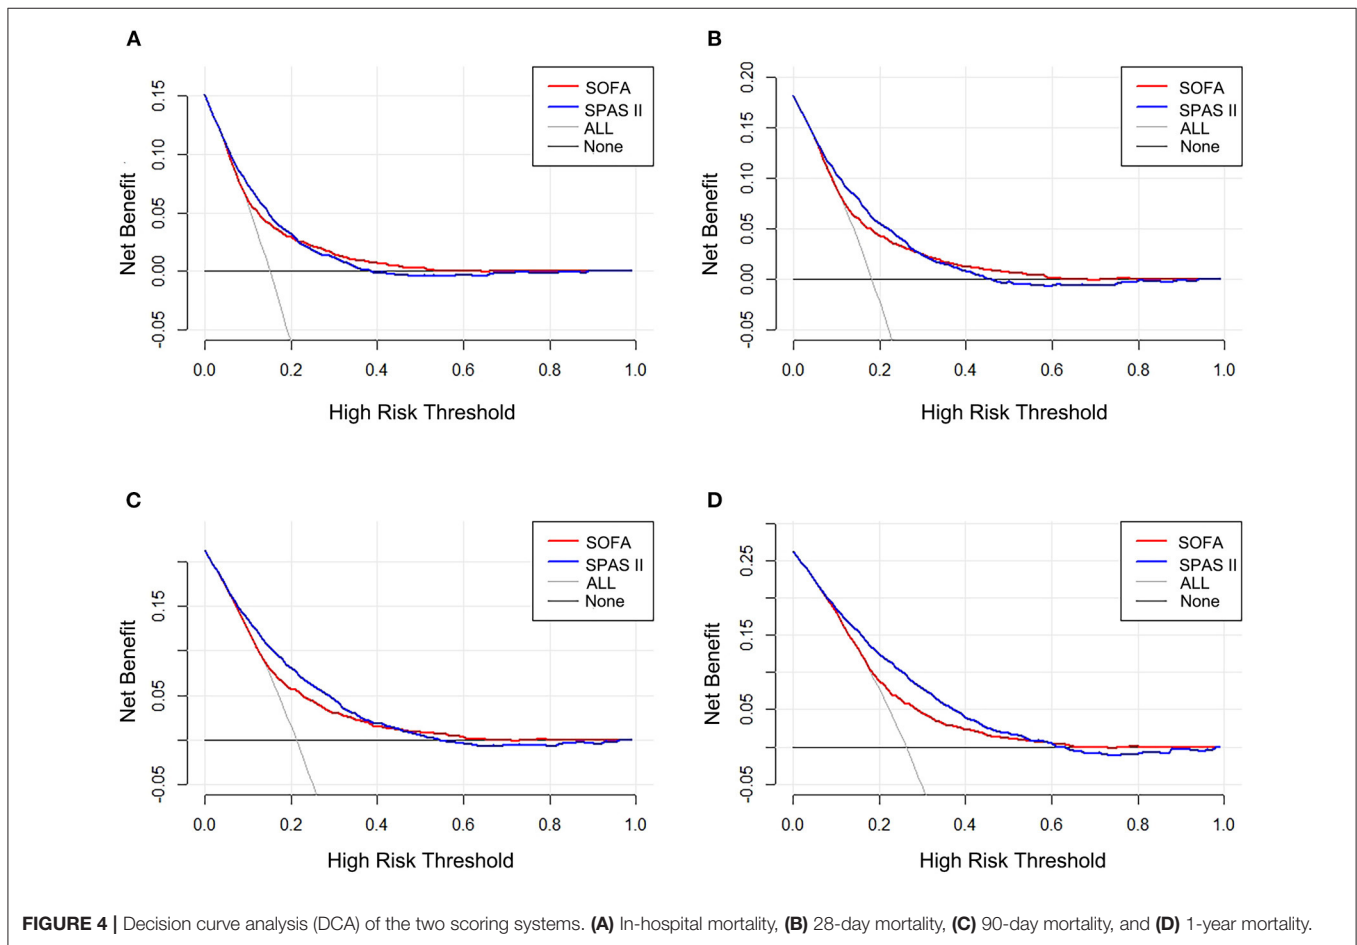 A
0.15
0.10
0.05
0.00
-0.05
Net Benefit
SOFA
SPAS II
ALL
None
0.0 0.2 0.4 0.6 0.8 1.0
High Risk Threshold
B
0.20
0.15
0.10
0.05
0.00
-0.05
Net Benefit
SOFA
SPAS II
ALL
None
0.0 0.2 0.4 0.6 0.8 1.0
High Risk Threshold
C
0.15
0.05
-0.05
Net Benefit
SOFA
SPAS II
ALL
None
0.0 0.2 0.4 0.6 0.8 1.0
High Risk Threshold
D
0.25
0.15
0.05
-0.05
Net Benefit
SOFA
SPAS II
ALL
None
0.0 0.2 0.4 0.6 0.8 1.0
High Risk Threshold
FIGURE 4 | Decision curve analysis (DCA) of the two scoring systems. (A) In-hospital mortality, (B) 28-day mortality, (C) 90-day mortality, and (D) 1-year mortality.